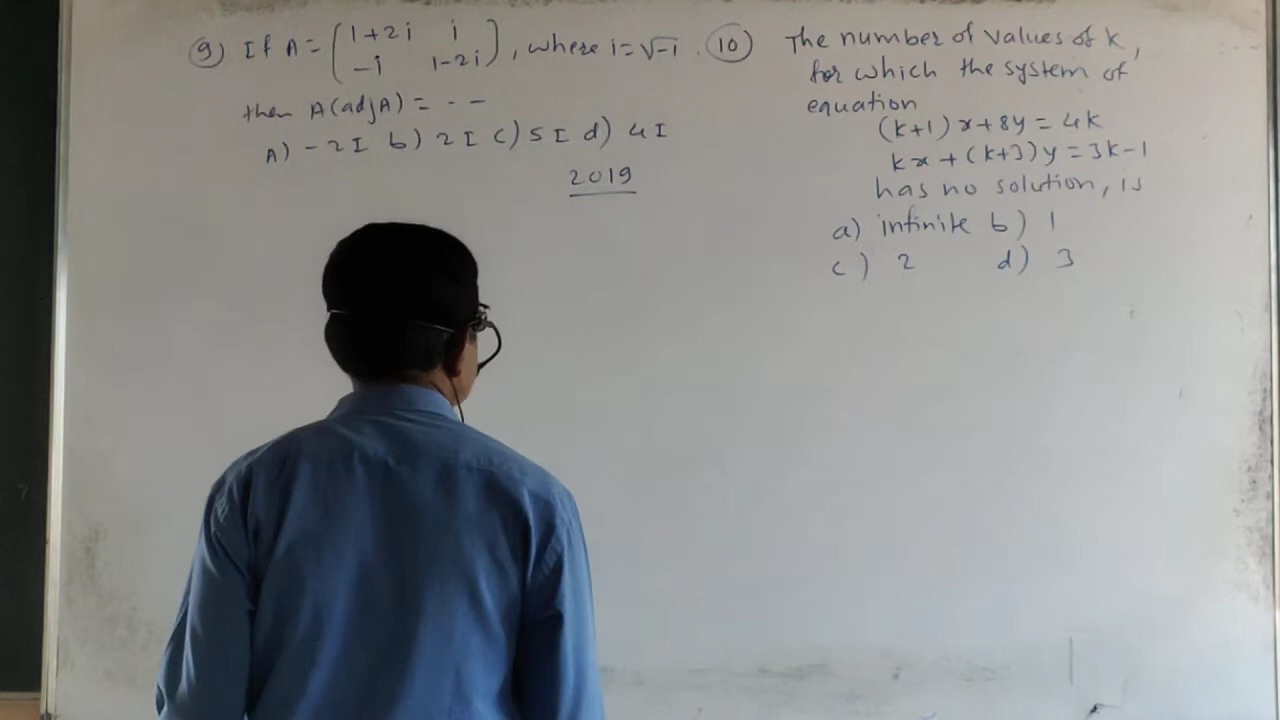 9) If A = (1+2i i
-i 1-2i), where i = √-1.
then A(adjA) = - - -
A) -2I b) 2I c) 5I d) 4I
2019
10) The number of values of k,
for which the system of
equation
(k+1)x+8y=4k
kx+(k+3)y=3k-1
has no solution, is
a) infinite b) 1
c) 2 d) 3